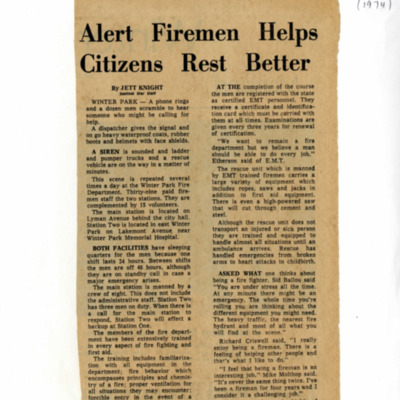 (1974)
Alert Firemen Helps
Citizens Rest Better
By JETT KNIGHT
Sentinel Star Staff
WINTER PARK — A phone rings
and a dozen men scramble to hear
someone who might be calling for
help.
A dispatcher gives the signal and
on go heavy waterproof coats, rubber
boots and helmets with face shields.
A SIREN is sounded and ladder
and pumper trucks and a rescue
vehicle are on the way in a matter of
minutes.
This scene is repeated several
times a day at the Winter Park Fire
Department. Thirty-nine paid fire-
men staff the two stations. They are
complemented by 15 volunteers.
The main station is located on
Lyman Avenue behind the city hall.
Station Two is located in east Winter
Park on Lakemont Avenue near
Winter Park Memorial Hospital.
BOTH FACILITIES have sleeping
quarters for the men because one
shift lasts 24 hours. Between shifts
the men are off 48 hours, although
they are on standby call in case a
major emergency arises.
The main station is manned by a
crew of eight. This does not include
the administrative staff. Station Two
has three men on duty. When there is
a call for the main station to
respond, Station Two will effect a
backup at Station One.
The members of the fire depart-
ment have been extensively trained
in every aspect of fire fighting and
first aid.
The training includes familiariza-
tion with all equipment in the
department; fire behavior which
encompasses principles and chemis-
try of a fire; proper ventilation for
all situations they may encounter;
forcible entry in the event of a
AT THE completion of the course
the men are registered with the state
as certified EMT personnel. They
receive a certificate and identifica-
tion card which must be carried with
them at all times. Examinations are
given every three years for renewal
of certification.
"We want to remain a fire
department but we believe a man
should be able to do every job,"
Etherson said of E.M.T.
The rescue unit which is manned
by EMT trained firemen carries a
large variety of equipment which
includes ropes, saws and jacks in
addition to first aid equipment.
There is even a high-powered saw
that will cut through cement and
steel.
Although the rescue unit does not
transport an injured or sick person
they are trained and equipped to
handle almost all situations until an
ambulance arrives. Rescue has
handled emergencies from broken
arms to heart attacks to childbirth.
ASKED WHAT one thinks about
being a fire fighter, Sid Ballou said
"You are under stress all the time.
At any minute there might be an
emergency. The whole time you're
rolling you are thinking about the
different equipment you might need.
The heavy traffic, the nearest fire
hydrant and most of all what you
will find at the scene."
Richard Criswell said, "I really
enjoy being a fireman. There is a
feeling of helping other people and
that's what I like to do."
"I feel that being a fireman is an
interesting job," Mike Molthop said.
"It's never the same thing twice. I've
been a fireman for four years and I
consider it a challenging job."